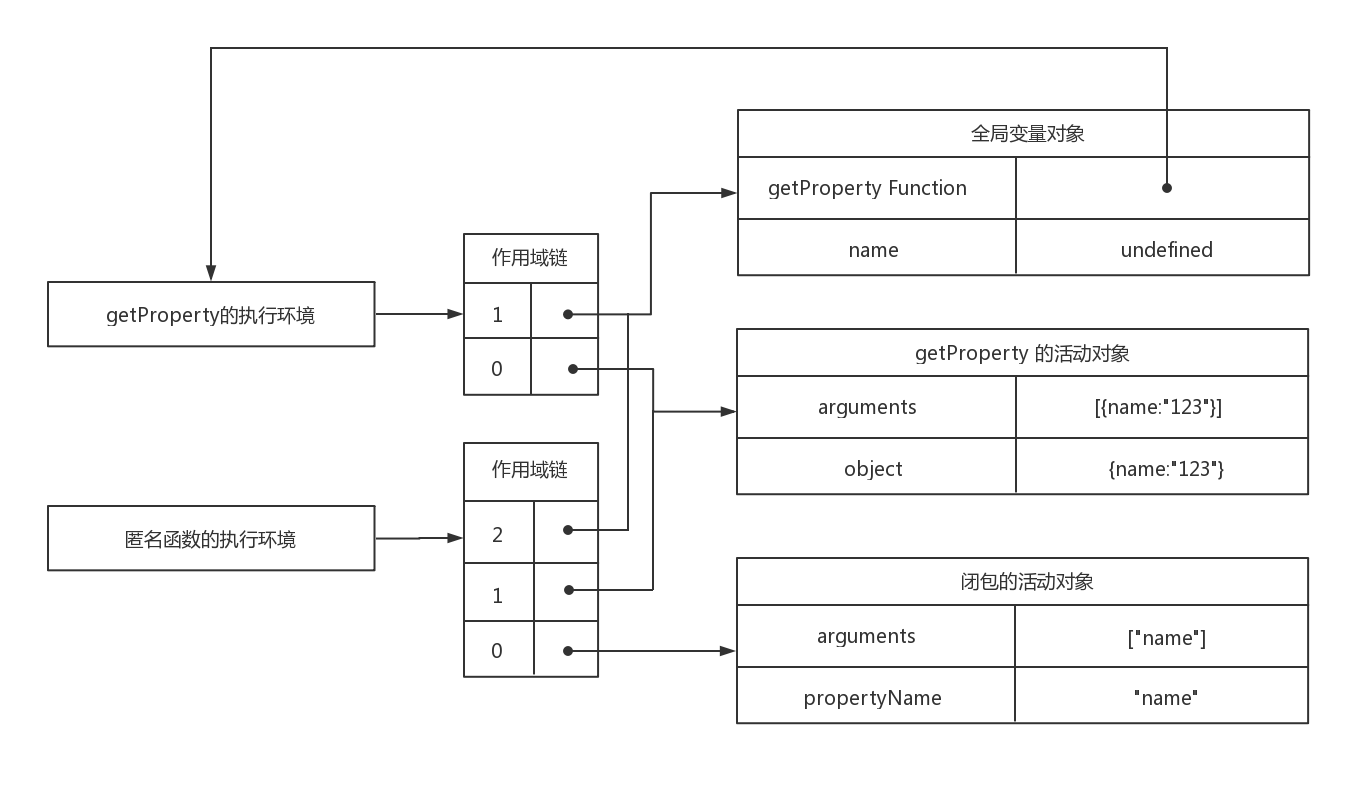 全局变量对象
getProperty Function
name undefined
作用域链
getProperty的执行环境
1
0
getProperty 的活动对象
arguments [{name:"123"}]
object {name:"123"}
作用域链
匿名函数的执行环境
2
1
0
闭包的活动对象
arguments ["name"]
propertyName "name"